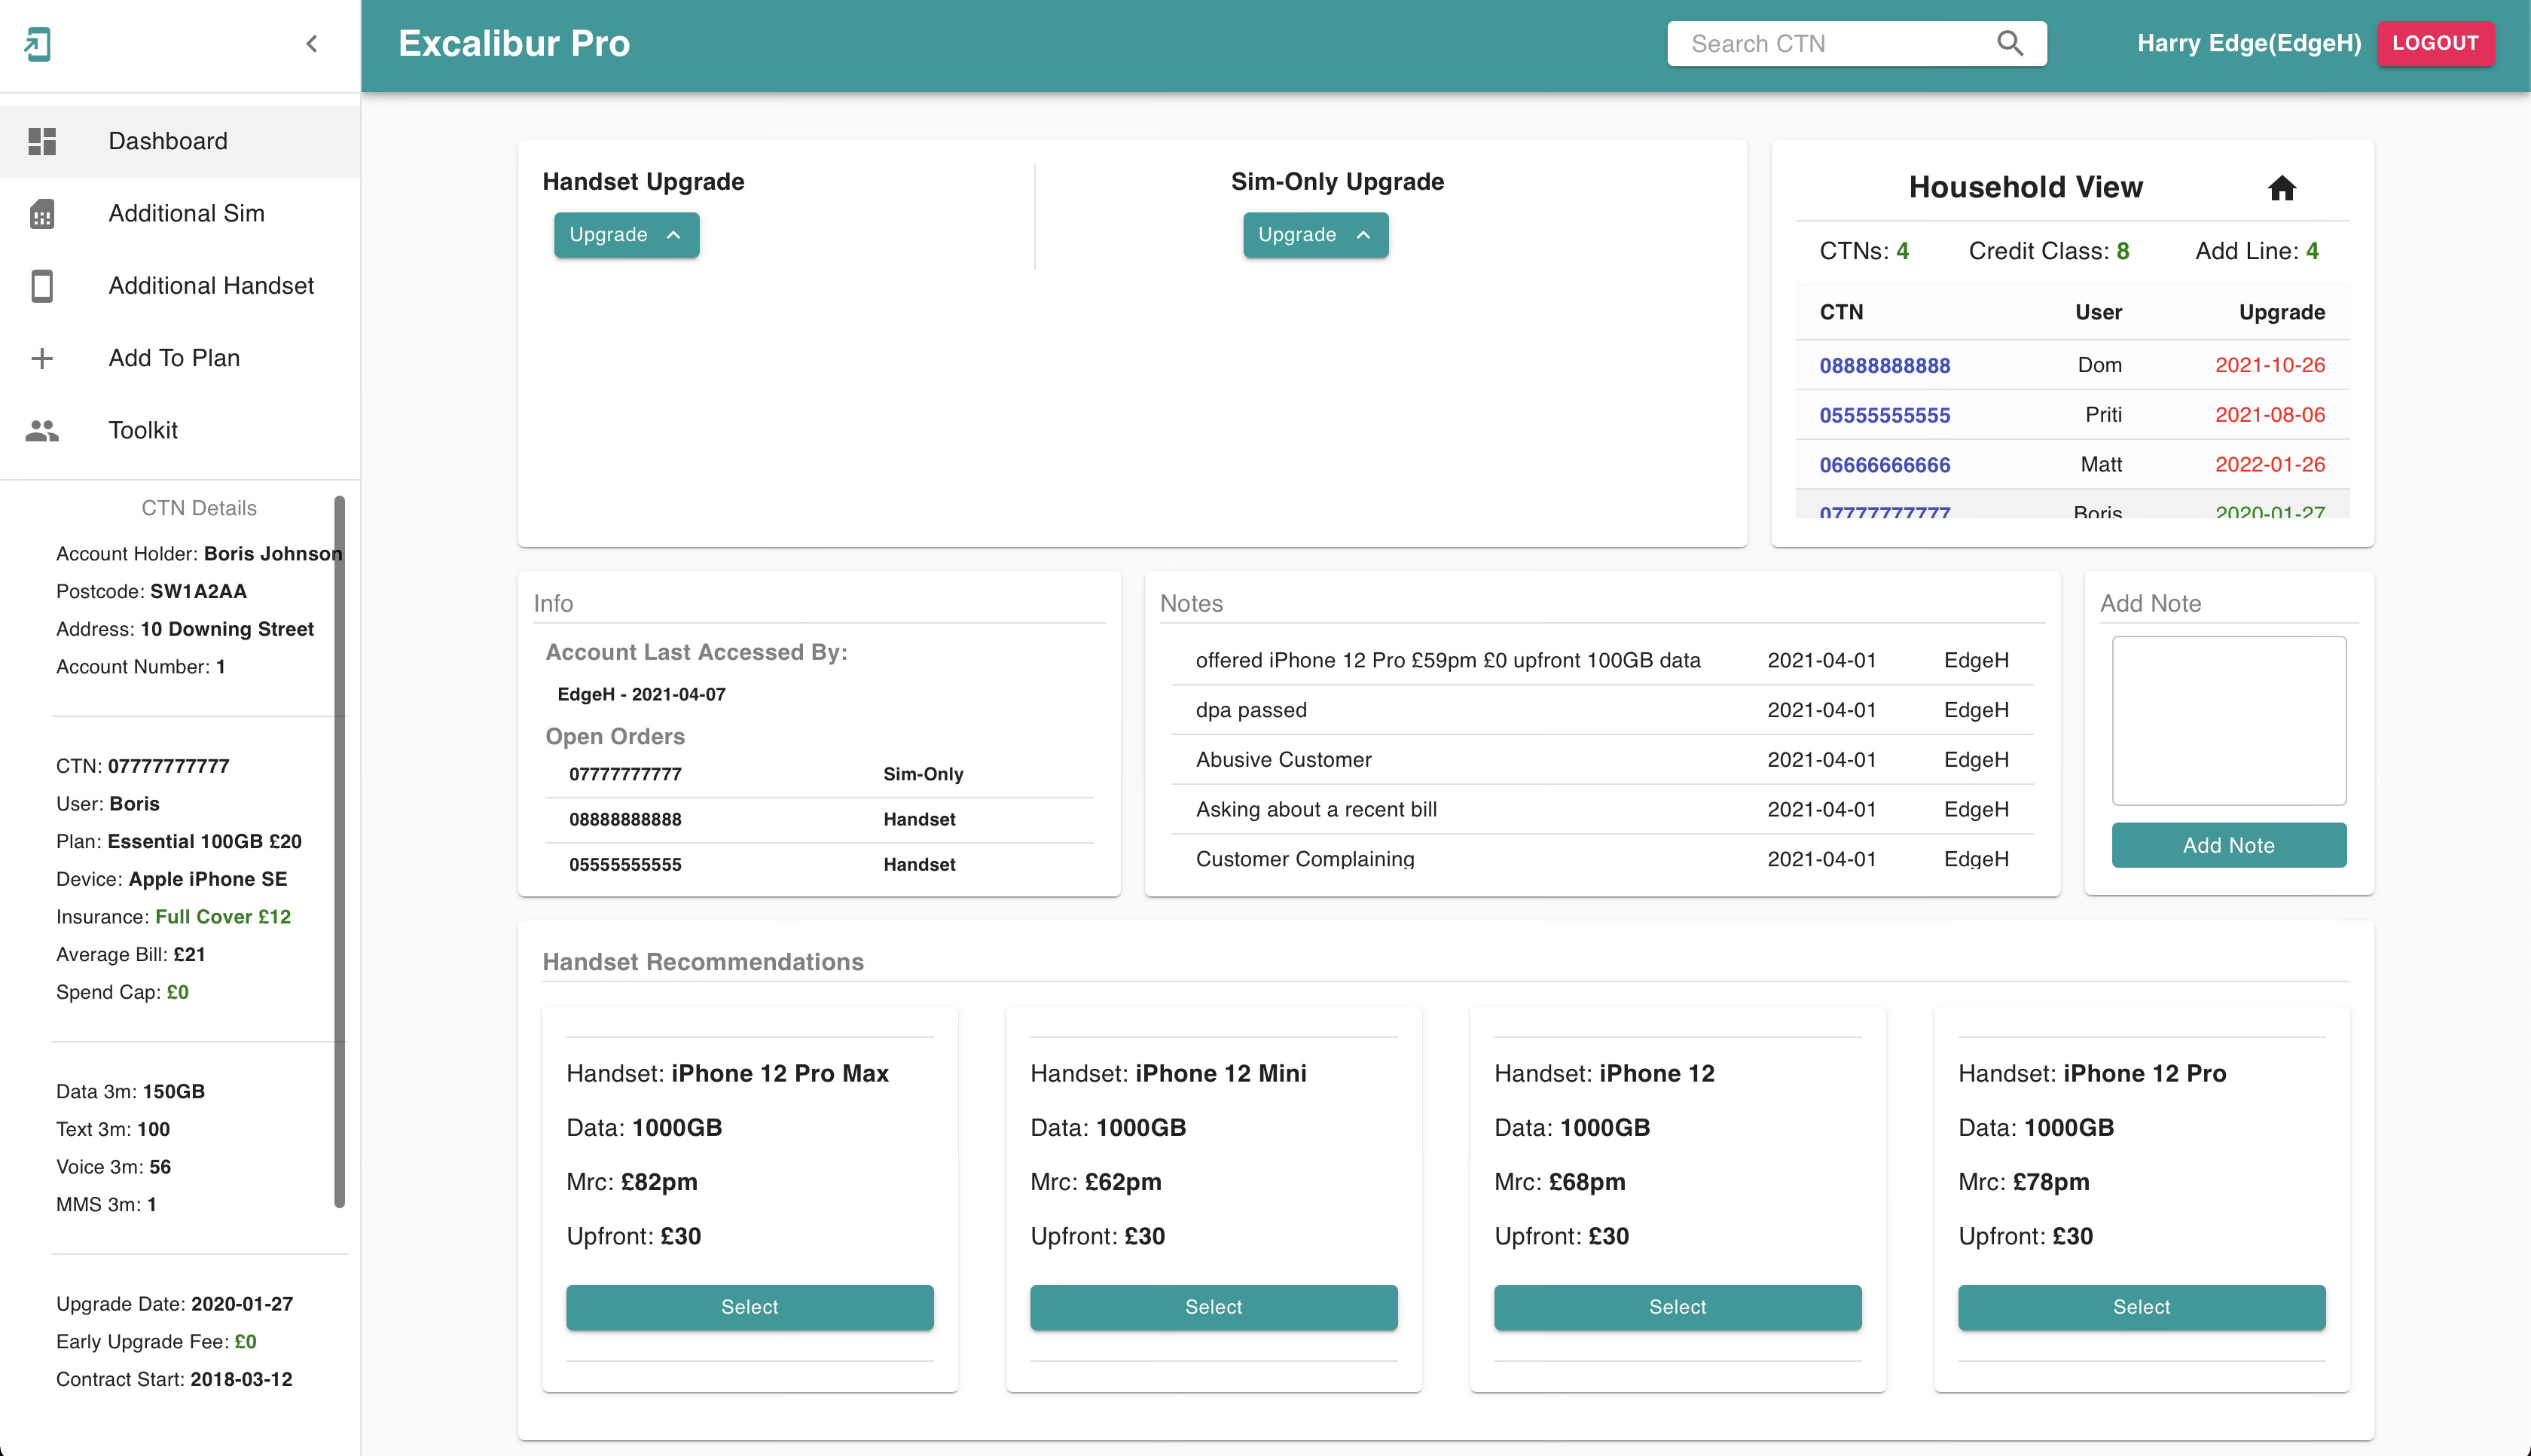 Excalibur Pro
Search CTN
Harry Edge(EdgeH)
LOGOUT
Dashboard
Additional Sim
Additional Handset
Add To Plan
Toolkit
CTN Details
Account Holder: Boris Johnson
Postcode: SW1A2AA
Address: 10 Downing Street
Account Number: 1
CTN: 07777777777
User: Boris
Plan: Essential 100GB £20
Device: Apple iPhone SE
Insurance: Full Cover £12
Average Bill: £21
Spend Cap: £0
Data 3m: 150GB
Text 3m: 100
Voice 3m: 56
MMS 3m: 1
Upgrade Date: 2020-01-27
Early Upgrade Fee: £0
Contract Start: 2018-03-12
Handset Upgrade
Upgrade
Sim-Only Upgrade
Upgrade
Household View
CTNs: 4 Credit Class: 8 Add Line: 4
CTN User Upgrade
08888888888 Dom 2021-10-26
05555555555 Priti 2021-08-06
06666666666 Matt 2022-01-26
07777777777 Boris 2020-01-27
Info
Account Last Accessed By:
EdgeH - 2021-04-07
Open Orders
07777777777 Sim-Only
08888888888 Handset
05555555555 Handset
Notes
offered iPhone 12 Pro £59pm £0 upfront 100GB data 2021-04-01 EdgeH
dpa passed 2021-04-01 EdgeH
Abusive Customer 2021-04-01 EdgeH
Asking about a recent bill 2021-04-01 EdgeH
Customer Complaining 2021-04-01 EdgeH
Add Note
Add Note
Handset Recommendations
Handset: iPhone 12 Pro Max
Data: 1000GB
Mrc: £82pm
Upfront: £30
Select
Handset: iPhone 12 Mini
Data: 1000GB
Mrc: £62pm
Upfront: £30
Select
Handset: iPhone 12
Data: 1000GB
Mrc: £68pm
Upfront: £30
Select
Handset: iPhone 12 Pro
Data: 1000GB
Mrc: £78pm
Upfront: £30
Select